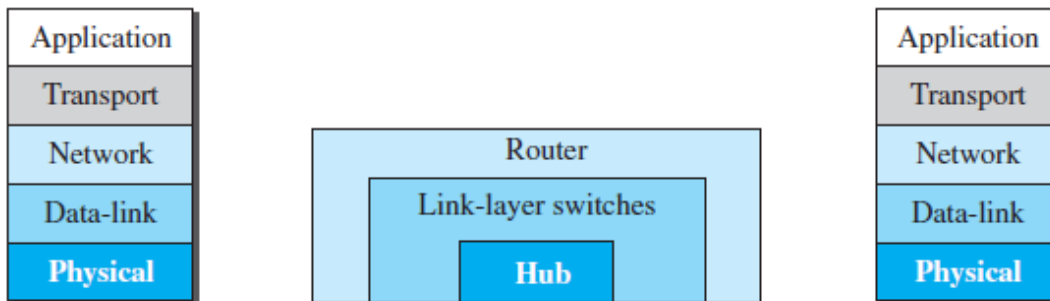 Application
Transport
Network
Data-link
Physical
Router
Link-layer switches
Hub
Application
Transport
Network
Data-link
Physical